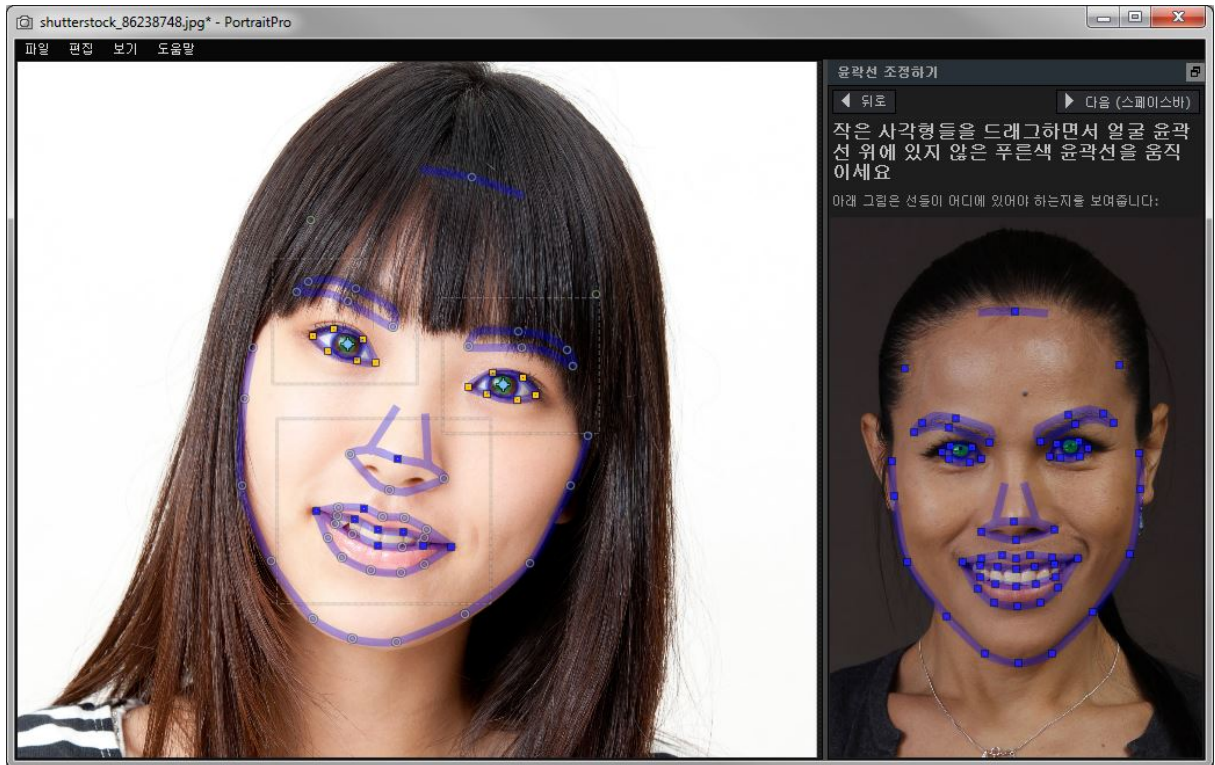 shutterstock_86238748.jpg* - PortraitPro
파일 편집 보기 도움말
윤락선 조정하기
뒤로
다음 (스페이스바)
작은 사각형들을 드래그하면서 얼굴 윤곽
선 위에 있지 않은 푸른색 윤곽선을 움직
이세요
아래 그림은 선들이 어디에 있어야 하는지를 보여줍니다: